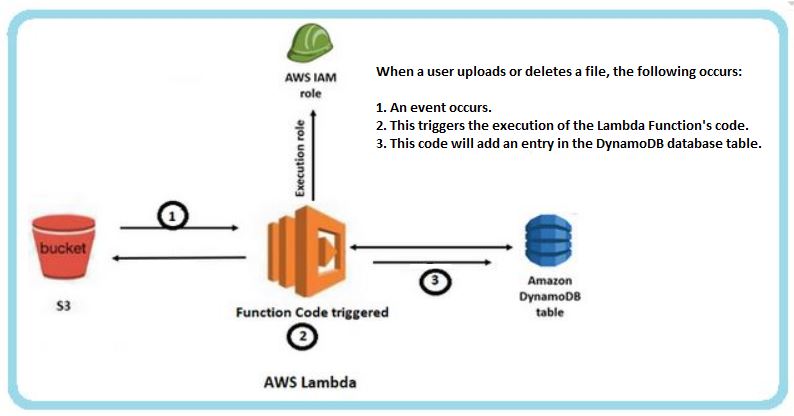 AWS IAM
role
When a user uploads or deletes a file, the following occurs:
1. An event occurs.
2. This triggers the execution of the Lambda Function's code.
3. This code will add an entry in the DynamoDB database table.
Execution role
1
bucket
S3
Function Code triggered
2
AWS Lambda
3
Amazon
DynamoDB
table